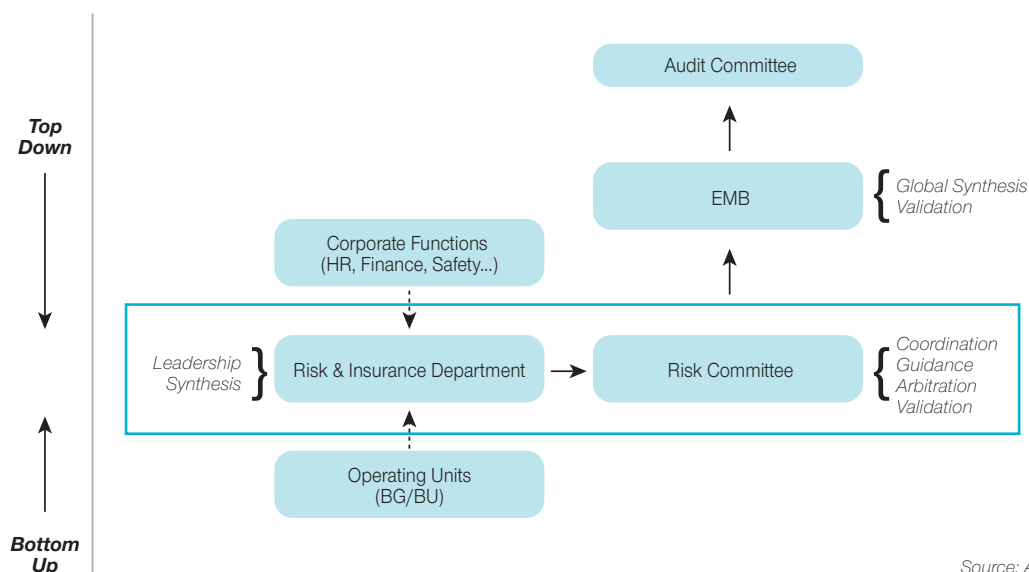 Audit Committee
Top
Down
EMB
Global Synthesis
Validation
Corporate Functions
(HR, Finance, Safety...)
Leadership
Synthesis
Risk & Insurance Department
Risk Committee
Coordination
Guidance
Arbitration
Validation
Operating Units
(BG/BU)
Bottom
Up
Source: